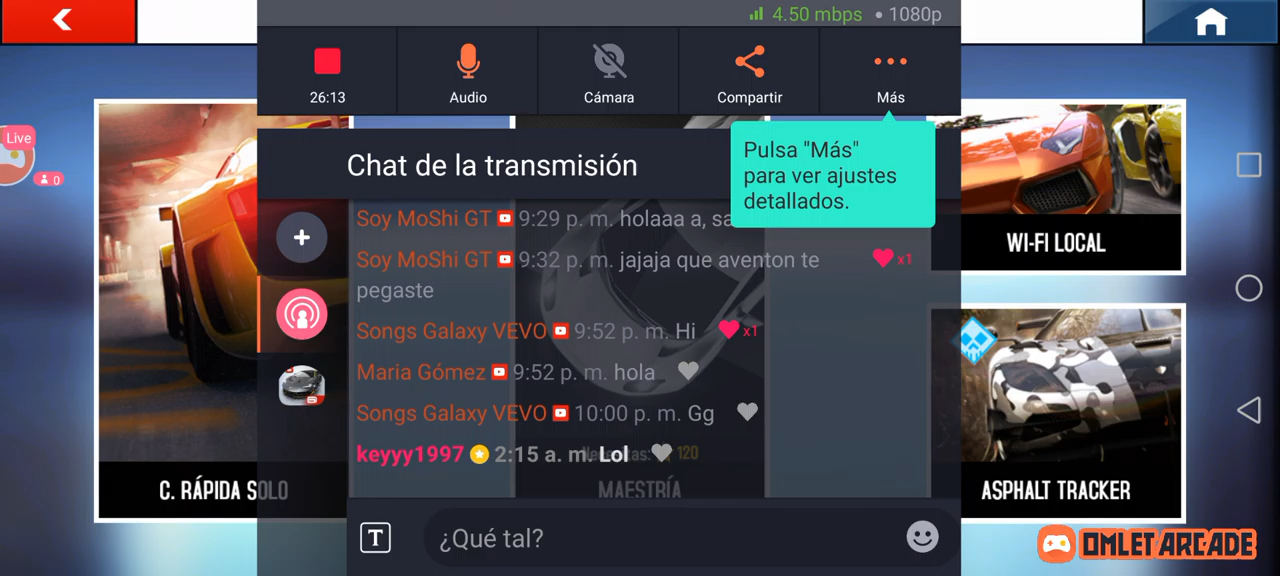 4.50 mbps • 1080p
26:13
Audio
Cámara
Compartir
Más
Pulsa "Más"
para ver ajustes
detallados.
Live
0
Chat de la transmisión
Soy MoShi GT 9:29 p. m. holaaa a, sa
Soy MoShi GT 9:32 p. m. jajaja que aventon te
pegaste
x1
Songs Galaxy VEVO 9:52 p. m. Hi x1
Maria Gómez 9:52 p. m. hola
Songs Galaxy VEVO 10:00 p. m. Gg
keyyy1997 2:15 a. m. Lol
120
MAESTRÍA
T ¿Qué tal?
C. RÁPIDA SOLO
WI-FI LOCAL
ASPHALT TRACKER
OMLET ARCADE